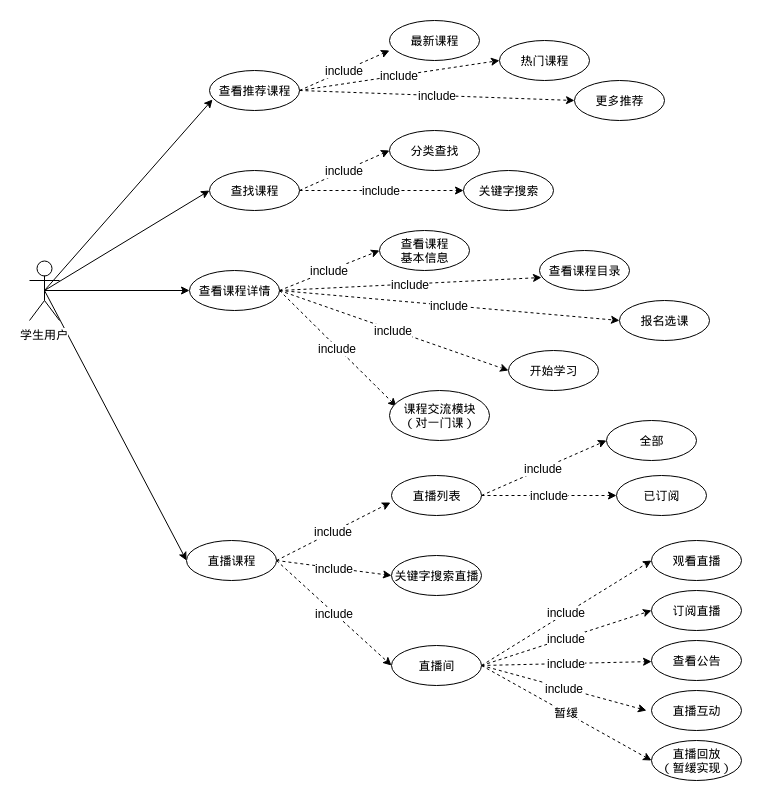 最新课程
include
热门课程
include
查看推荐课程
include
更多推荐
分类查找
include
查找课程
include
关键字搜索
查看课程
基本信息
include
查看课程目录
include
查看课程详情
include
报名选课
include
开始学习
include
课程交流模块
（对一门课）
学生用户
全部
include
直播列表
include
已订阅
include
直播课程
include
关键字搜索直播
include
直播间
观看直播
include
订阅直播
include
查看公告
include
直播互动
include
暂缓
直播回放
（暂缓实现）